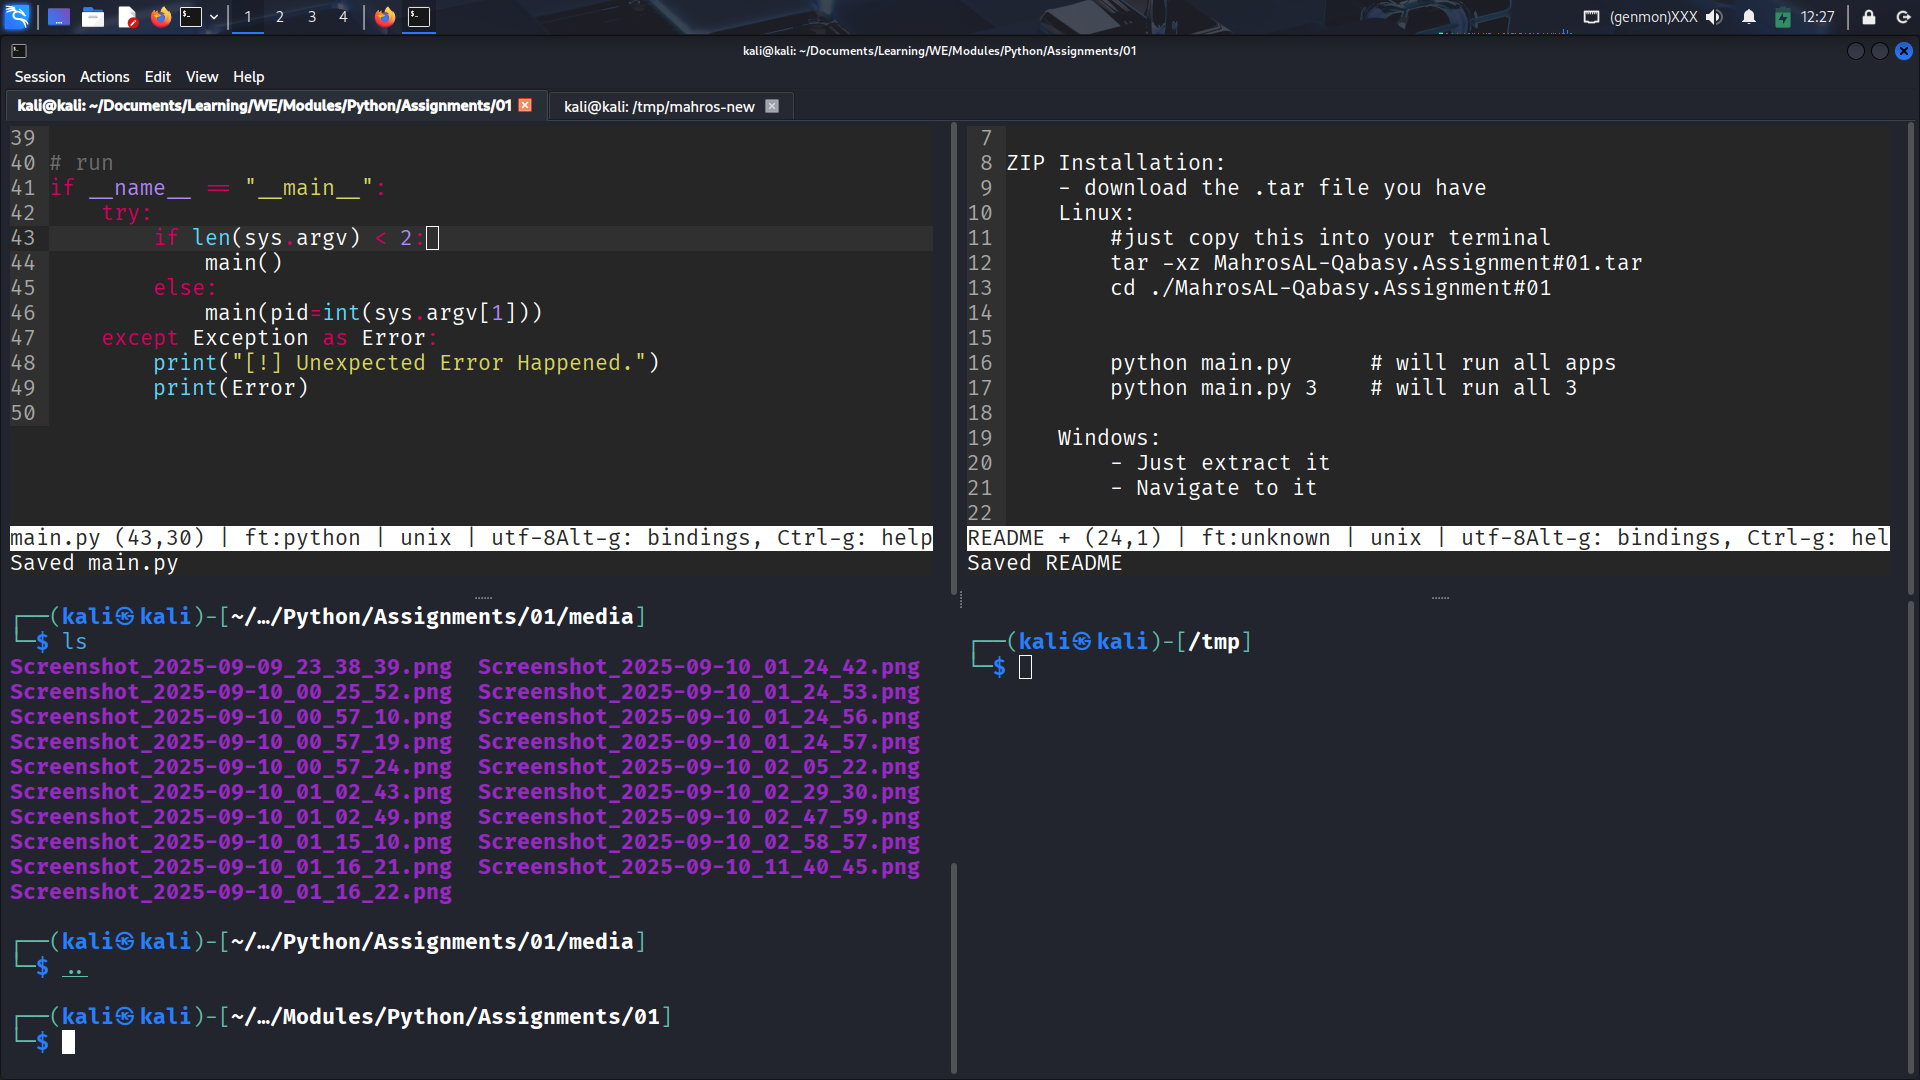 1 2 3 4 (genmon)XXX 12:27
kali@kali: ~/Documents/Learning/WE/Modules/Python/Assignments/01
Session Actions Edit View Help
kali@kali: ~/Documents/Learning/WE/Modules/Python/Assignments/01
kali@kali: /tmp/mahros-new
39
40 # run
41 if __name__ == "__main__":
42 try:
43 if len(sys.argv) < 2:
44 main()
45 else:
46 main(pid=int(sys.argv[1]))
47 except Exception as Error:
48 print("[!] Unexpected Error Happened.")
49 print(Error)
50
main.py (43,30) | ft:python | unix | utf-8Alt-g: bindings, Ctrl-g: help
Saved main.py
7
8 ZIP Installation:
9 - download the .tar file you have
10 Linux:
11 #just copy this into your terminal
12 tar -xz MahrosAL-Qabasy.Assignment#01.tar
13 cd ./MahrosAL-Qabasy.Assignment#01
14
15
16 python main.py # will run all apps
17 python main.py 3 # will run all 3
18
19 Windows:
20 - Just extract it
21 - Navigate to it
22
README + (24,1) | ft:unknown | unix | utf-8Alt-g: bindings, Ctrl-g: hel
Saved README
┌──(kali㉿kali)-[~/…/Python/Assignments/01/media]
└─$ ls
Screenshot_2025-09-09_23_38_39.png Screenshot_2025-09-10_01_24_42.png
Screenshot_2025-09-10_00_25_52.png Screenshot_2025-09-10_01_24_53.png
Screenshot_2025-09-10_00_57_10.png Screenshot_2025-09-10_01_24_56.png
Screenshot_2025-09-10_00_57_19.png Screenshot_2025-09-10_01_24_57.png
Screenshot_2025-09-10_00_57_24.png Screenshot_2025-09-10_02_05_22.png
Screenshot_2025-09-10_01_02_43.png Screenshot_2025-09-10_02_29_30.png
Screenshot_2025-09-10_01_02_49.png Screenshot_2025-09-10_02_47_59.png
Screenshot_2025-09-10_01_15_10.png Screenshot_2025-09-10_02_58_57.png
Screenshot_2025-09-10_01_16_21.png Screenshot_2025-09-10_11_40_45.png
Screenshot_2025-09-10_01_16_22.png
┌──(kali㉿kali)-[~/…/Python/Assignments/01/media]
└─$ ..
┌──(kali㉿kali)-[~/…/Modules/Python/Assignments/01]
└─$
┌──(kali㉿kali)-[/tmp]
└─$